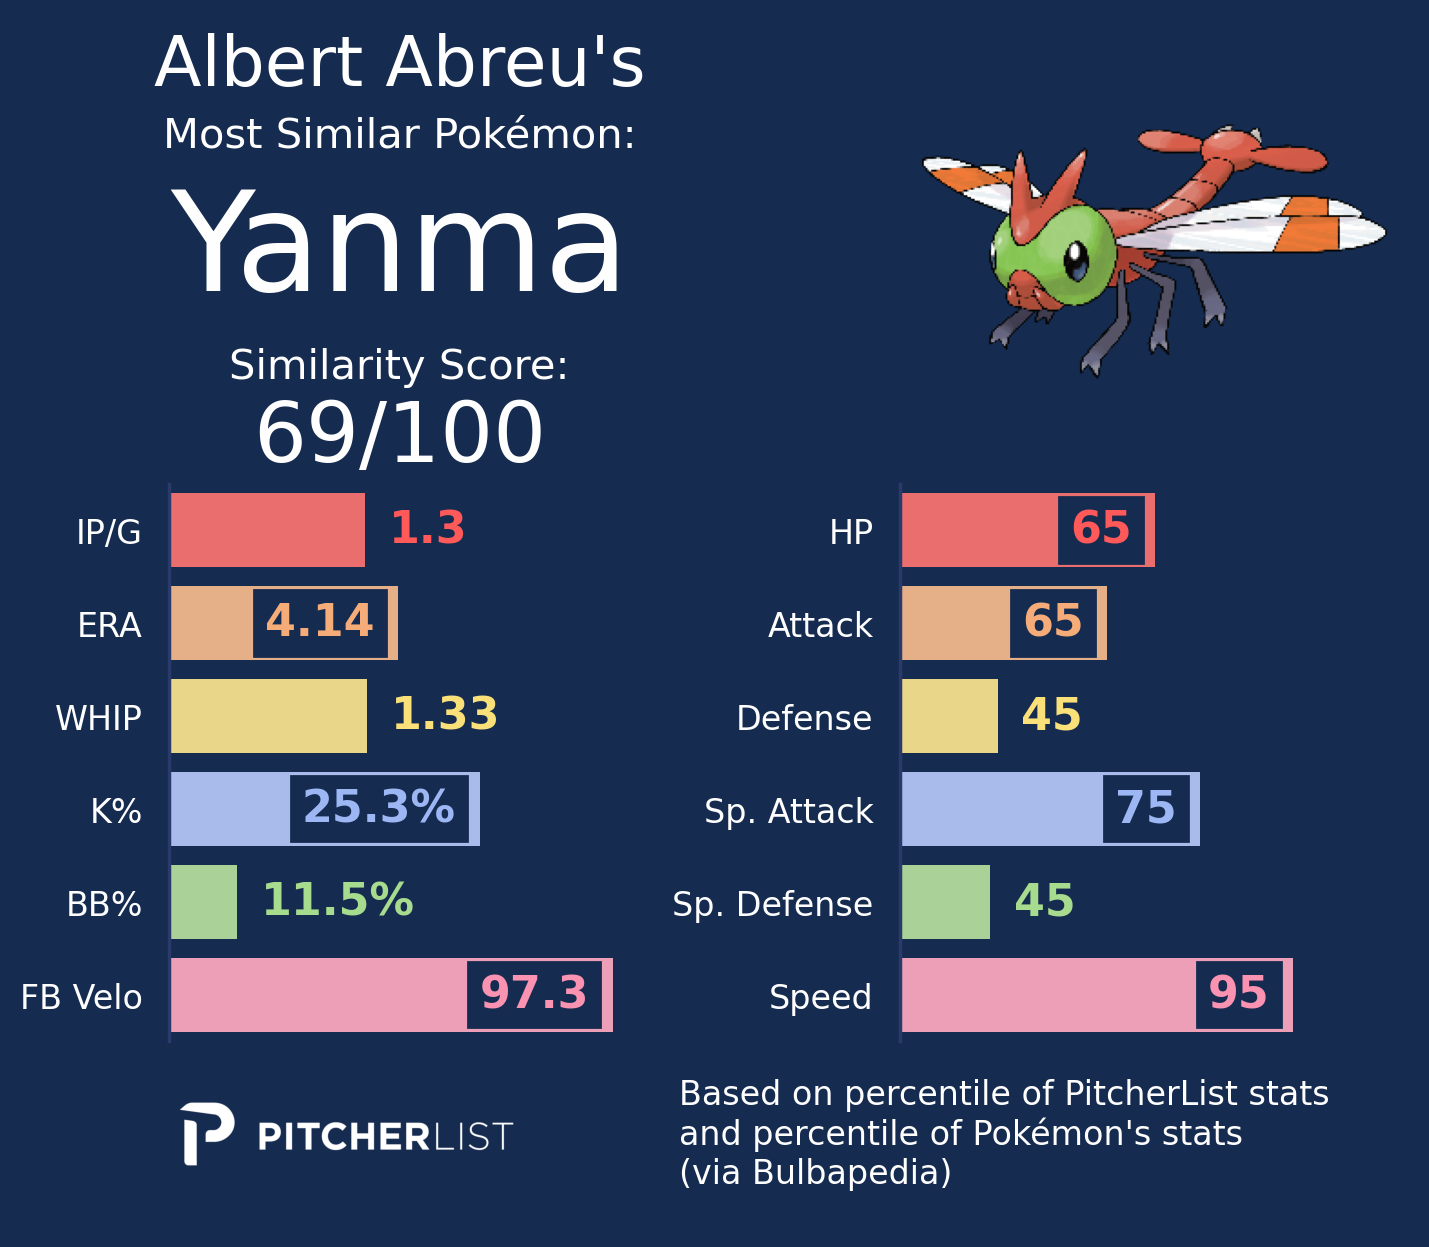 Albert Abreu's
Most Similar Pokémon:
Yanma
Similarity Score:
69/100
IP/G 1.3
ERA 4.14
WHIP 1.33
K% 25.3%
BB% 11.5%
FB Velo 97.3
HP 65
Attack 65
Defense 45
Sp. Attack 75
Sp. Defense 45
Speed 95
PITCHERLIST
Based on percentile of PitcherList stats
and percentile of Pokémon's stats
(via Bulbapedia)